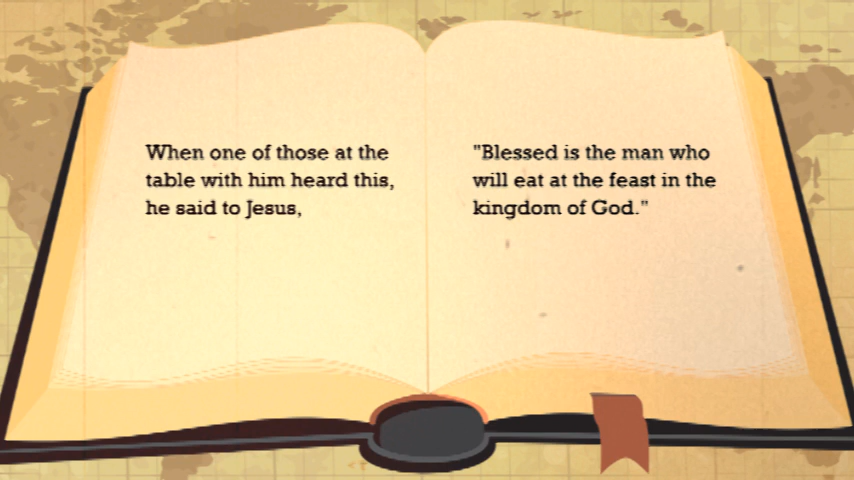 When one of those at the
table with him heard this,
he said to Jesus,
"Blessed is the man who
will eat at the feast in the
kingdom of God."